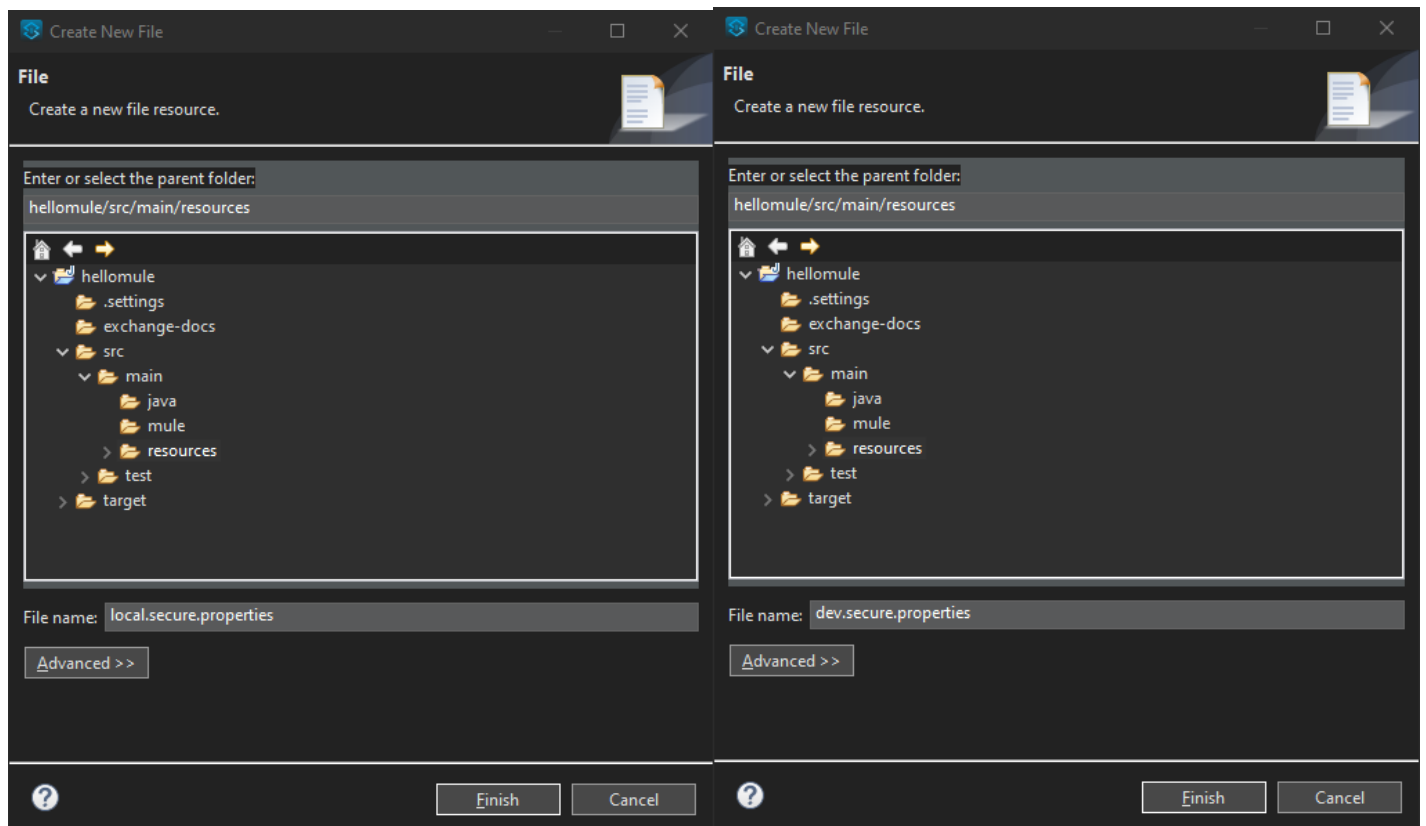 Create New File
File
Create a new file resource.
Enter or select the parent folder:
hellomule/src/main/resources
hellomule
.settings
exchange-docs
src
main
java
mule
resources
test
target
File name: local.secure.properties
Advanced >>
Finish Cancel
Create New File
File
Create a new file resource.
Enter or select the parent folder:
hellomule/src/main/resources
hellomule
.settings
exchange-docs
src
main
java
mule
resources
test
target
File name: dev.secure.properties
Advanced >>
Finish Cancel